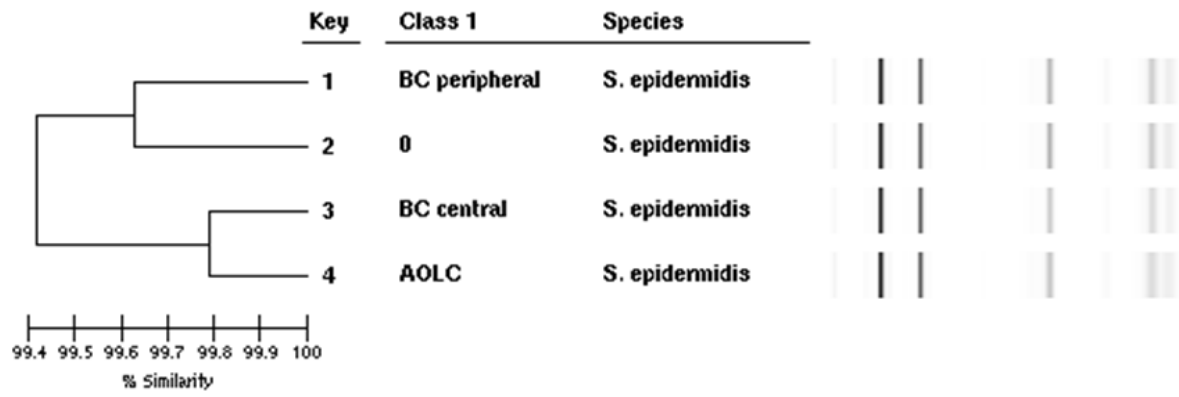 Key Class 1 Species
1 BC peripheral S. epidermidis
2 0 S. epidermidis
3 BC central S. epidermidis
4 AOLC S. epidermidis
99.4 99.5 99.6 99.7 99.8 99.9 100
% Similarity